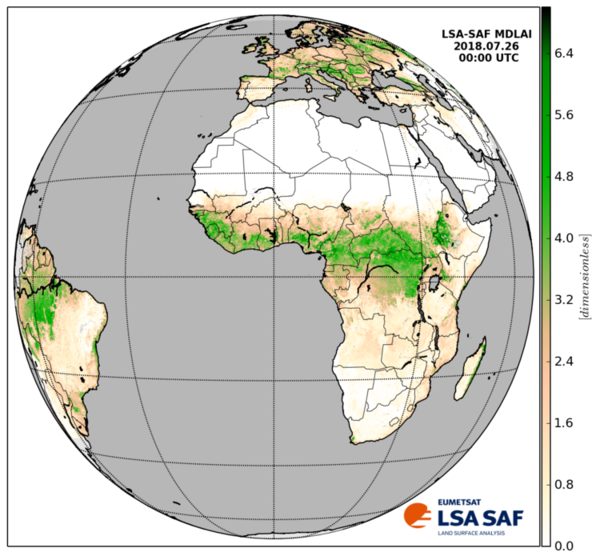 LSA-SAF MDLAI
2018.07.26
00:00 UTC
6.4
5.6
4.8
4.0
3.2
2.4
1.6
0.8
0.0
[dimensionless]
EUMETSAT
LSA SAF
LAND SURFACE ANALYSIS